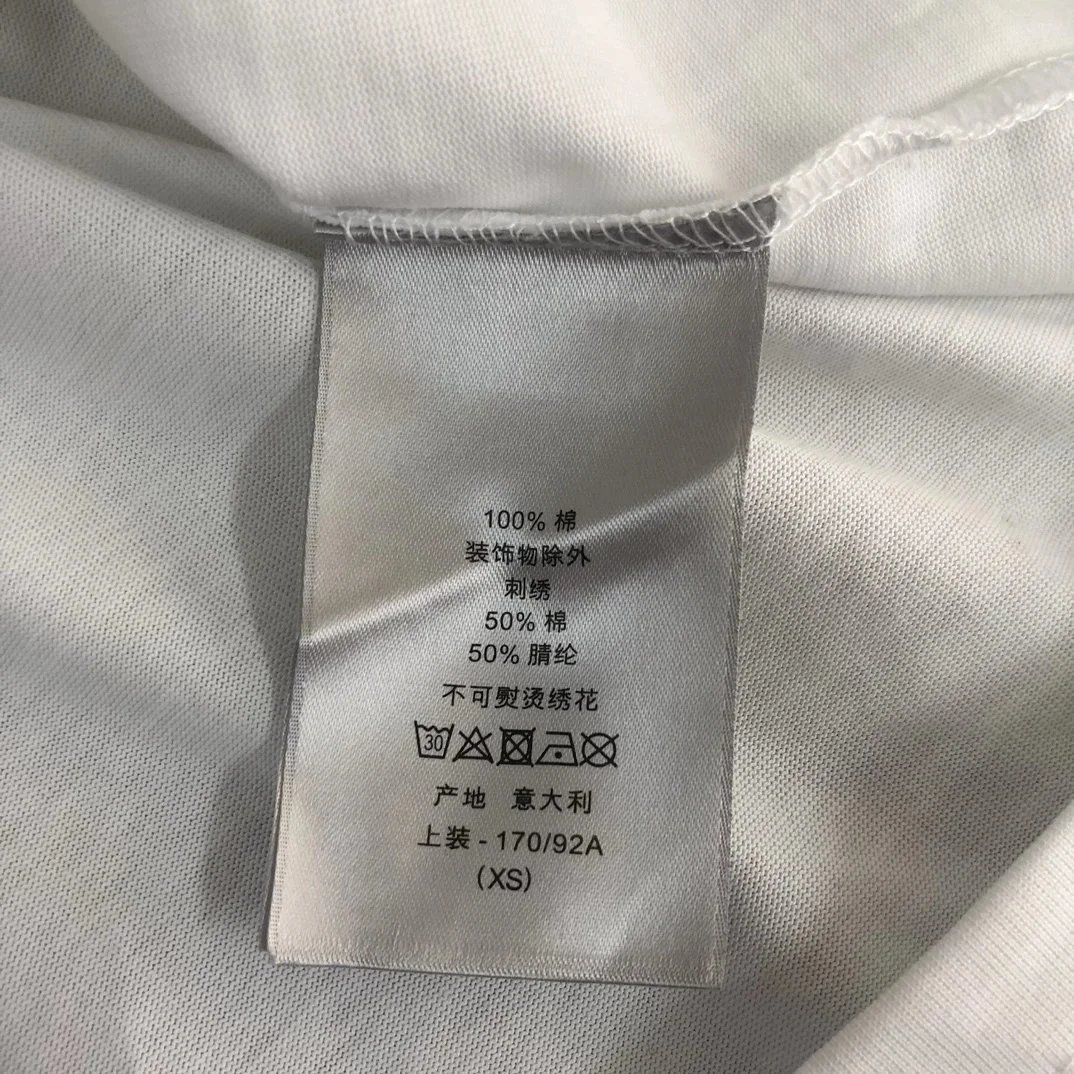 100% 棉
装饰物除外
刺绣
50% 棉
50% 腈纶
不可熨烫绣花
30
产地 意大利
上装 - 170/92A
(XS)